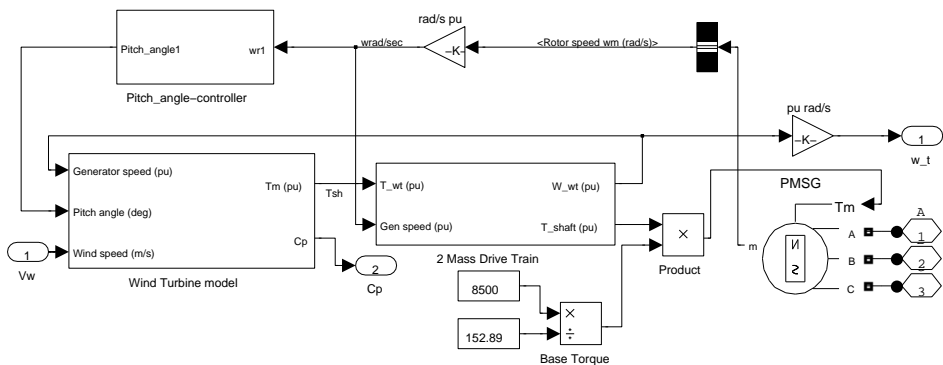 rad/s pu
Pitch_angle1
wr1
wrad/sec
-K-
<Rotor speed wm (rad/s)>
Pitch_angle−controller
pu rad/s
-K-
1
w_t
Generator speed (pu)
Tm (pu)
Tsh
T_wt (pu)
W_wt (pu)
PMSG
Pitch angle (deg)
Tm
A
Cp
Gen speed (pu)
T_shaft (pu)
×
m
N
S
A
1
1
Wind speed (m/s)
2
B
2
Vw
Wind Turbine model
Cp
2 Mass Drive Train
Product
C
3
8500
×
÷
152.89
Base Torque